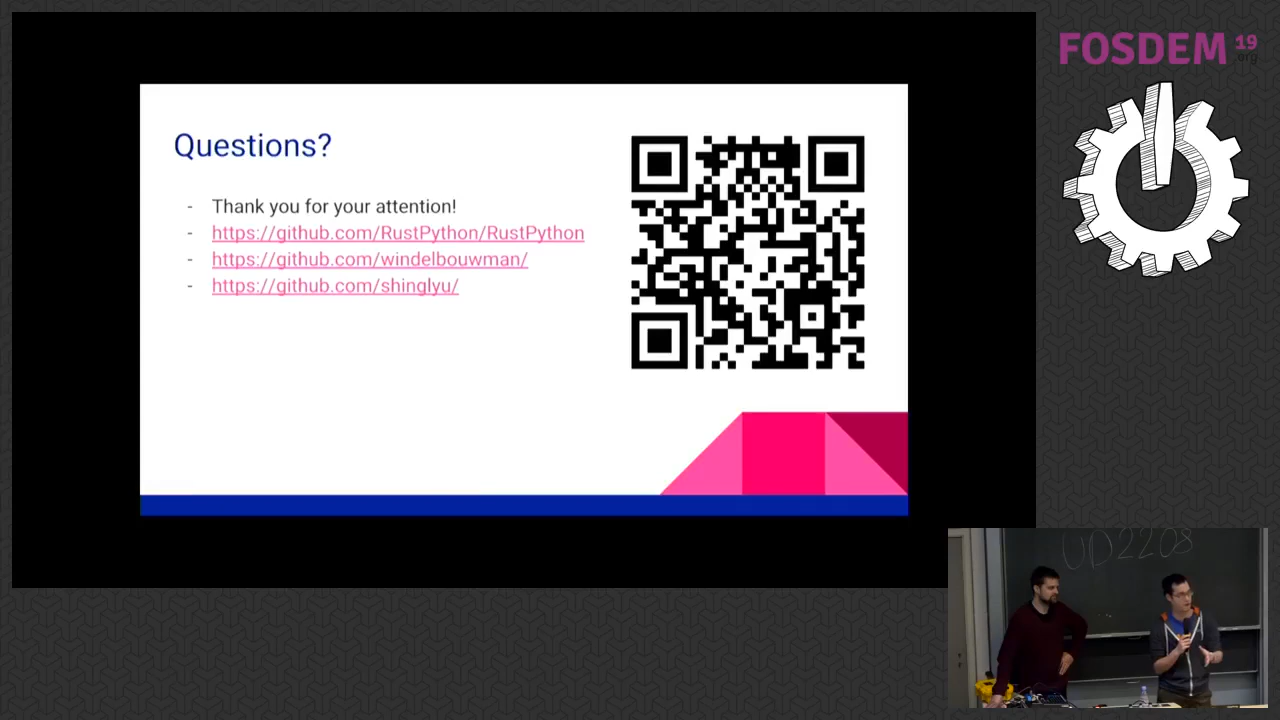 FOSDEM 19
.org
Questions?
- Thank you for your attention!
- https://github.com/RustPython/RustPython
- https://github.com/windelbouwman/
- https://github.com/shinglyu/
UD2208